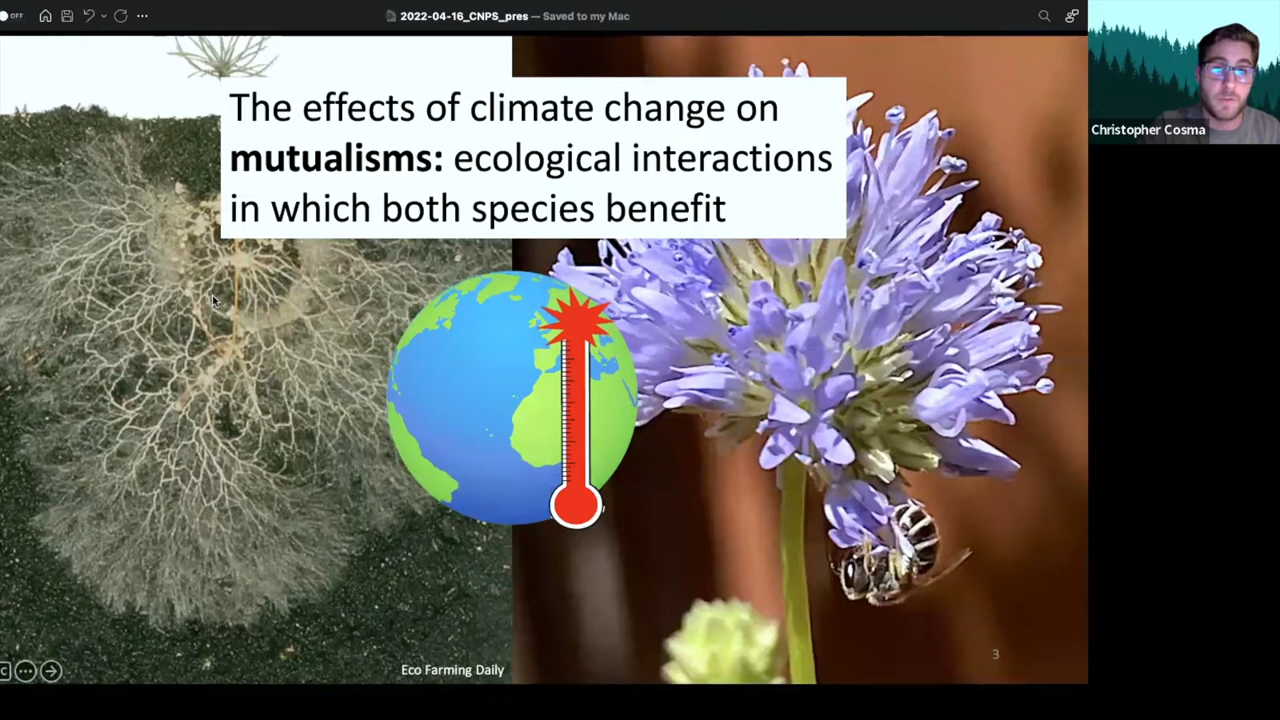 OFF
2022-04-16_CNPS_pres — Saved to my Mac
The effects of climate change on
mutualisms: ecological interactions
in which both species benefit
Christopher Cosma
Eco Farming Daily
3